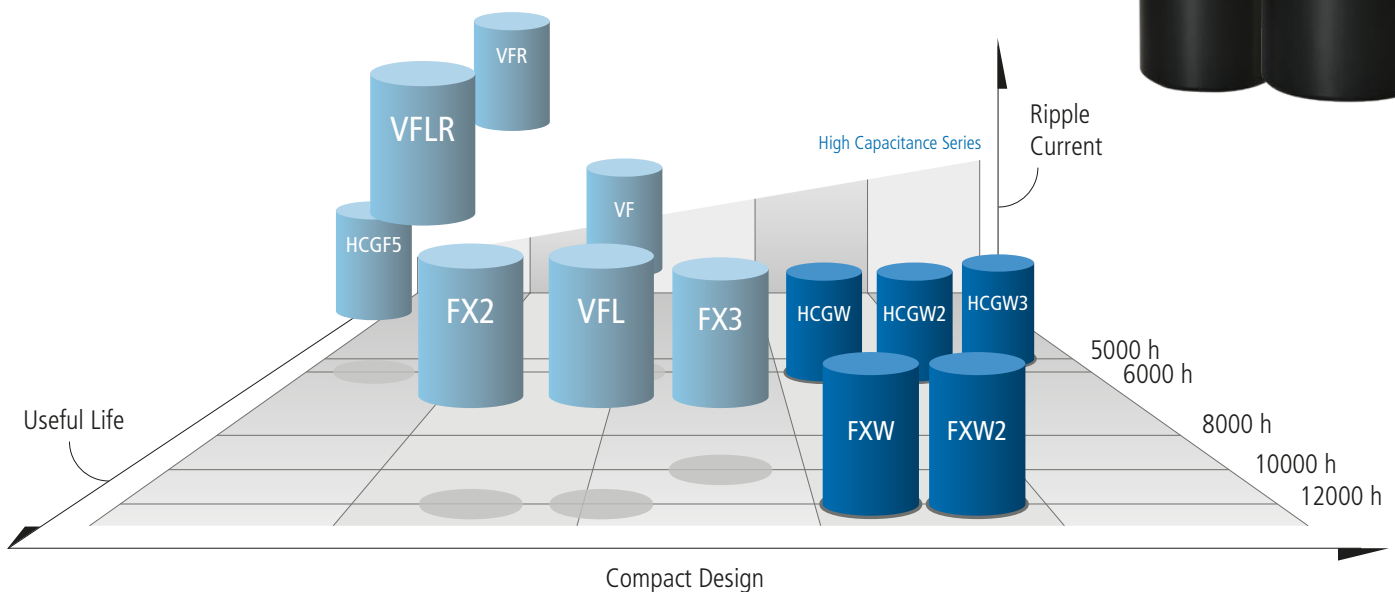 VFR
VFLR
High Capacitance Series
Ripple
Current
VF
HCGF5
FX2
VFL
FX3
HCGW
HCGW2
HCGW3
5000 h
6000 h
8000 h
10000 h
12000 h
Useful Life
FXW
FXW2
Compact Design